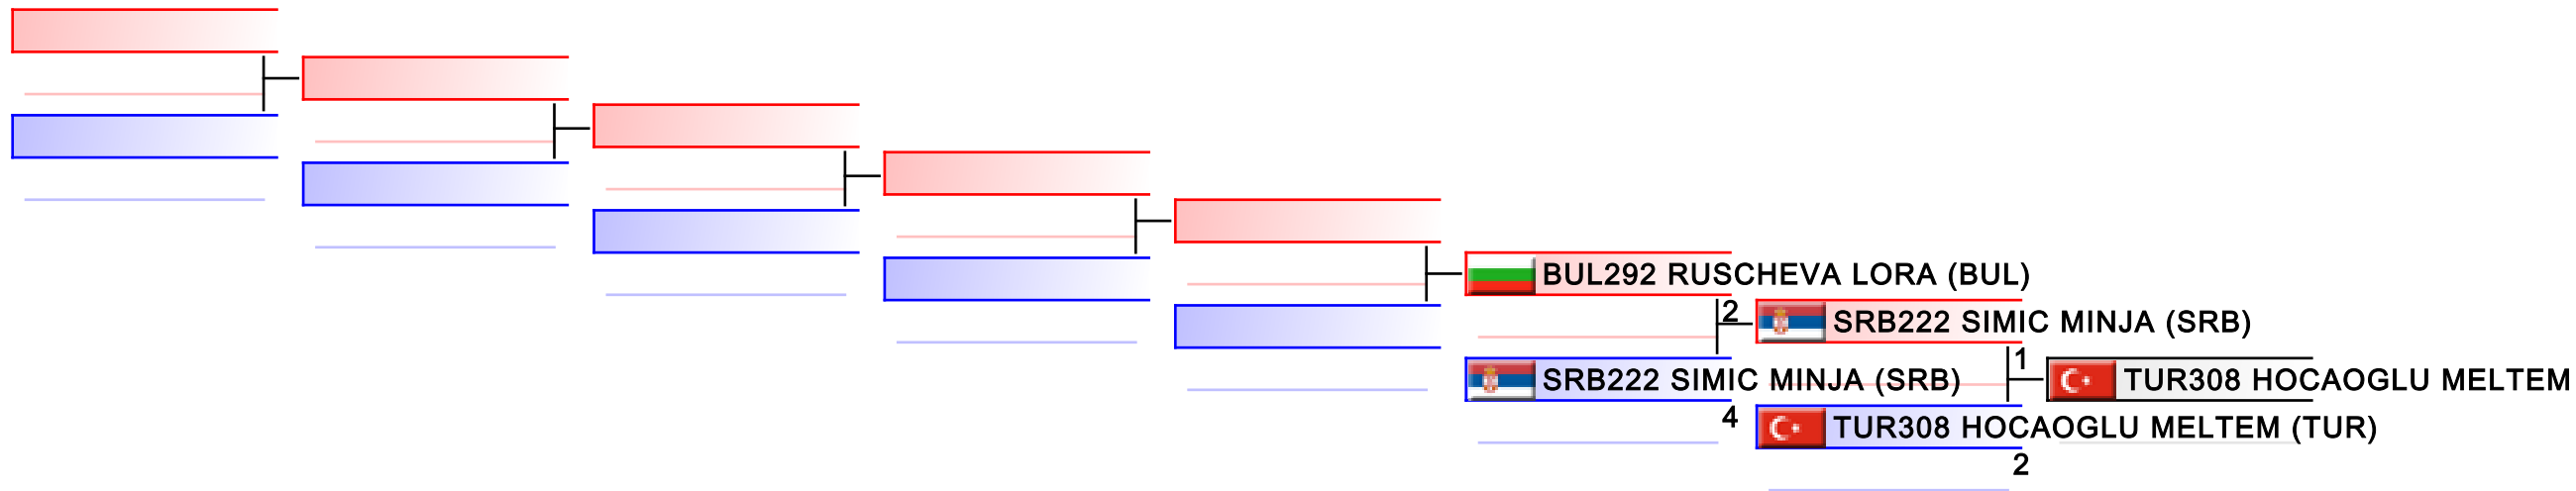 BUL292 RUSCHEVA LORA (BUL)
2
SRB222 SIMIC MINJA (SRB)
1
SRB222 SIMIC MINJA (SRB)
TUR308 HOCAOGLU MELTEM
4
TUR308 HOCAOGLU MELTEM (TUR)
2